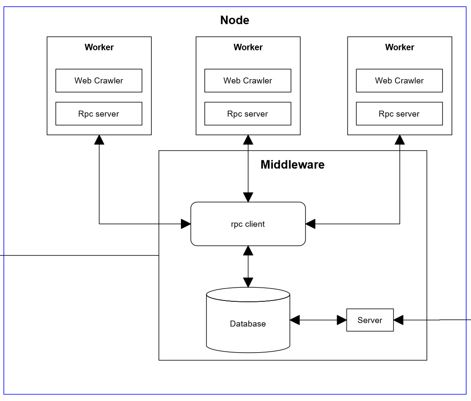 Node
Worker
Worker
Worker
Web Crawler
Web Crawler
Web Crawler
Rpc server
Rpc server
Rpc server
Middleware
rpc client
Database
Server